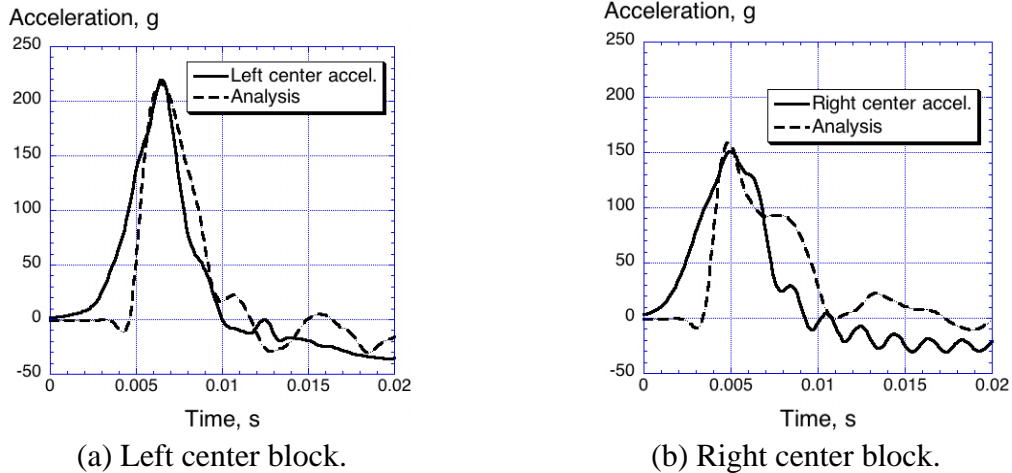 Acceleration, g
250
200
150
100
50
0
-50
0 0.005 0.01 0.015 0.02
Left center accel.
Analysis
Time, s
(a) Left center block.
Acceleration, g
250
200
150
100
50
0
-50
0 0.005 0.01 0.015 0.02
Right center accel.
Analysis
Time, s
(b) Right center block.